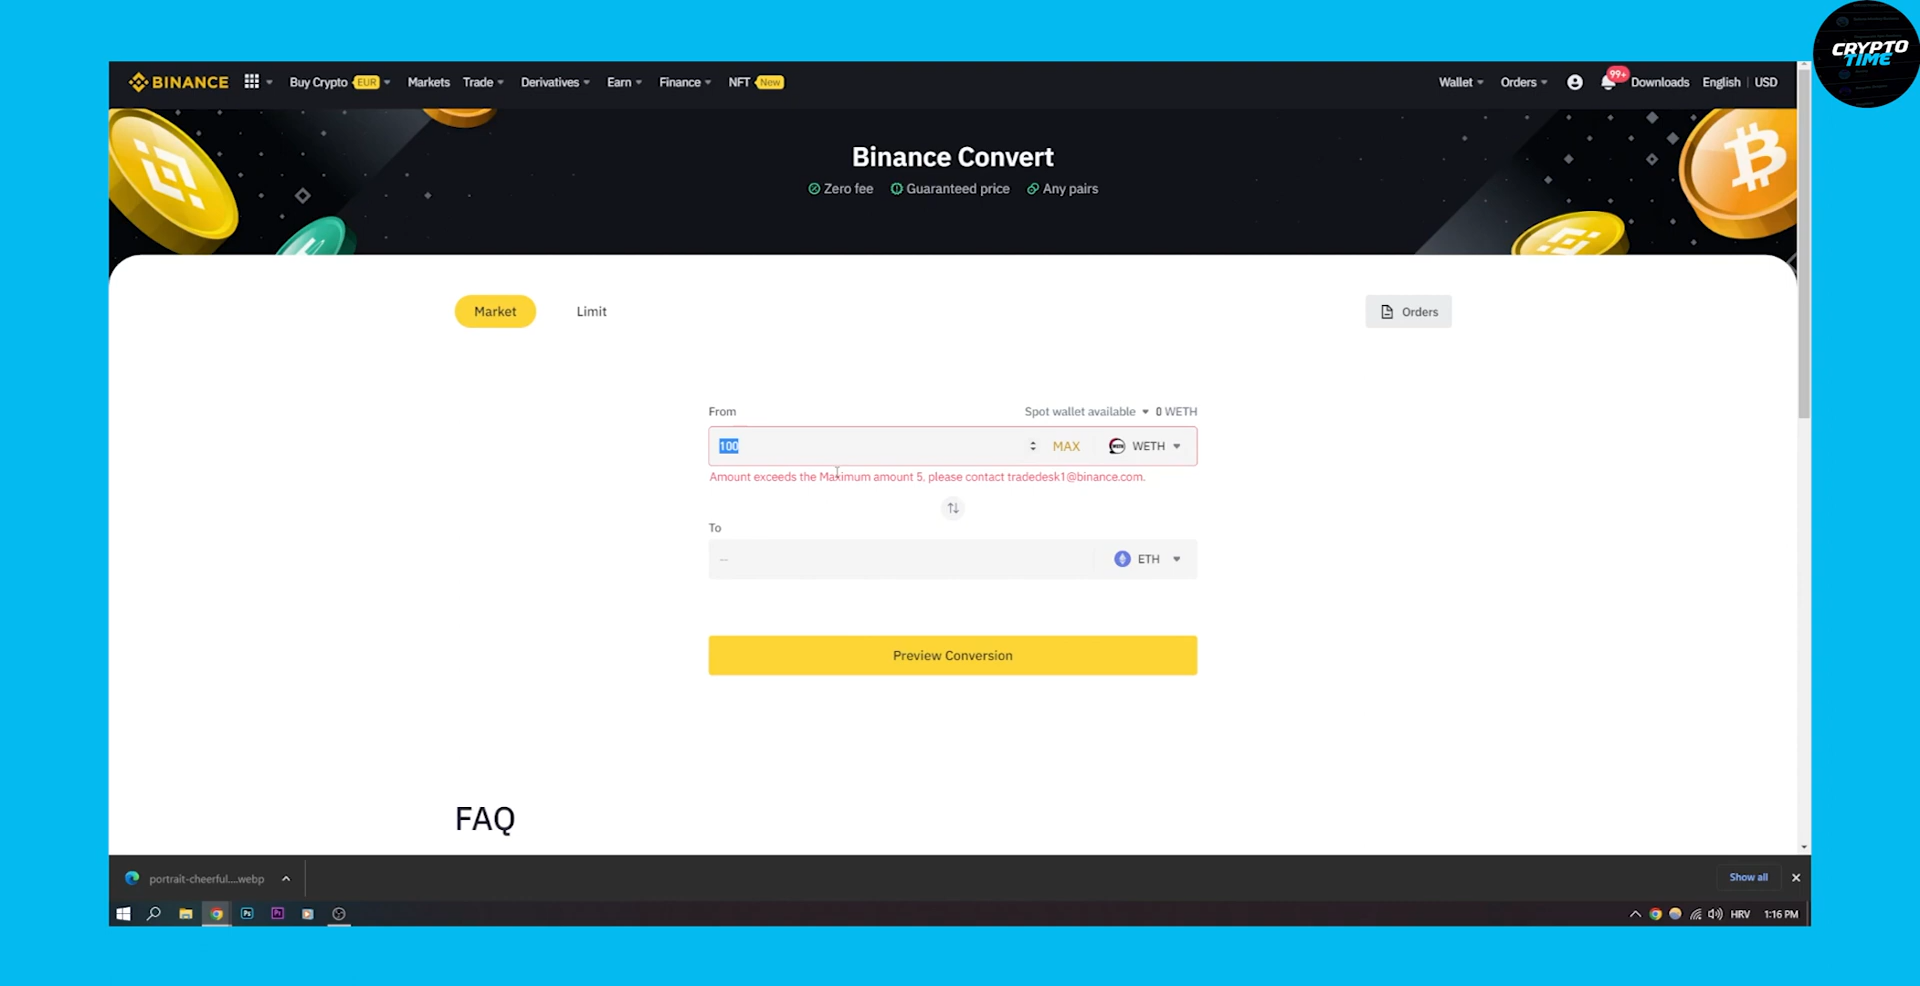 CRYPTO
TIME
BINANCE Buy Crypto EUR Markets Trade Derivatives Earn Finance NFT New Wallet Orders 99+ Downloads English | USD
Binance Convert
Zero fee Guaranteed price Any pairs
Market Limit Orders
From Spot wallet available 0 WETH
100 MAX WETH
Amount exceeds the Maximum amount 5, please contact tradedesk1@binance.com.
To
-- ETH
Preview Conversion
FAQ
portrait-cheerful....webp Show all
Ps Pr HRV 1:16 PM